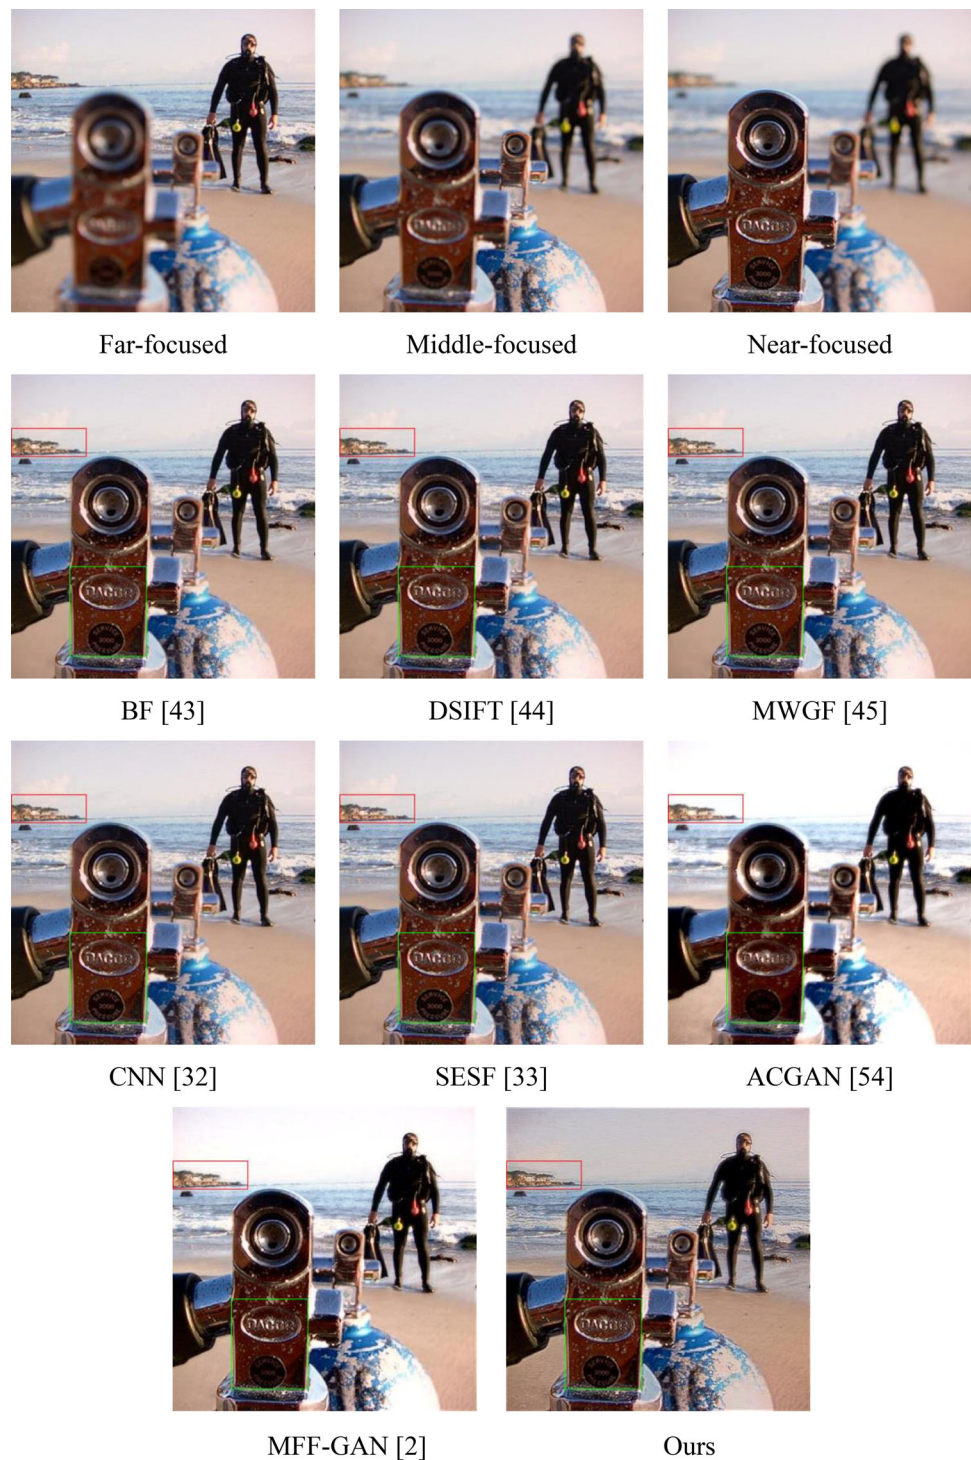 Far-focused
Middle-focused
Near-focused
BF [43]
DSIFT [44]
MWGF [45]
CNN [32]
SESF [33]
ACGAN [54]
MFF-GAN [2]
Ours